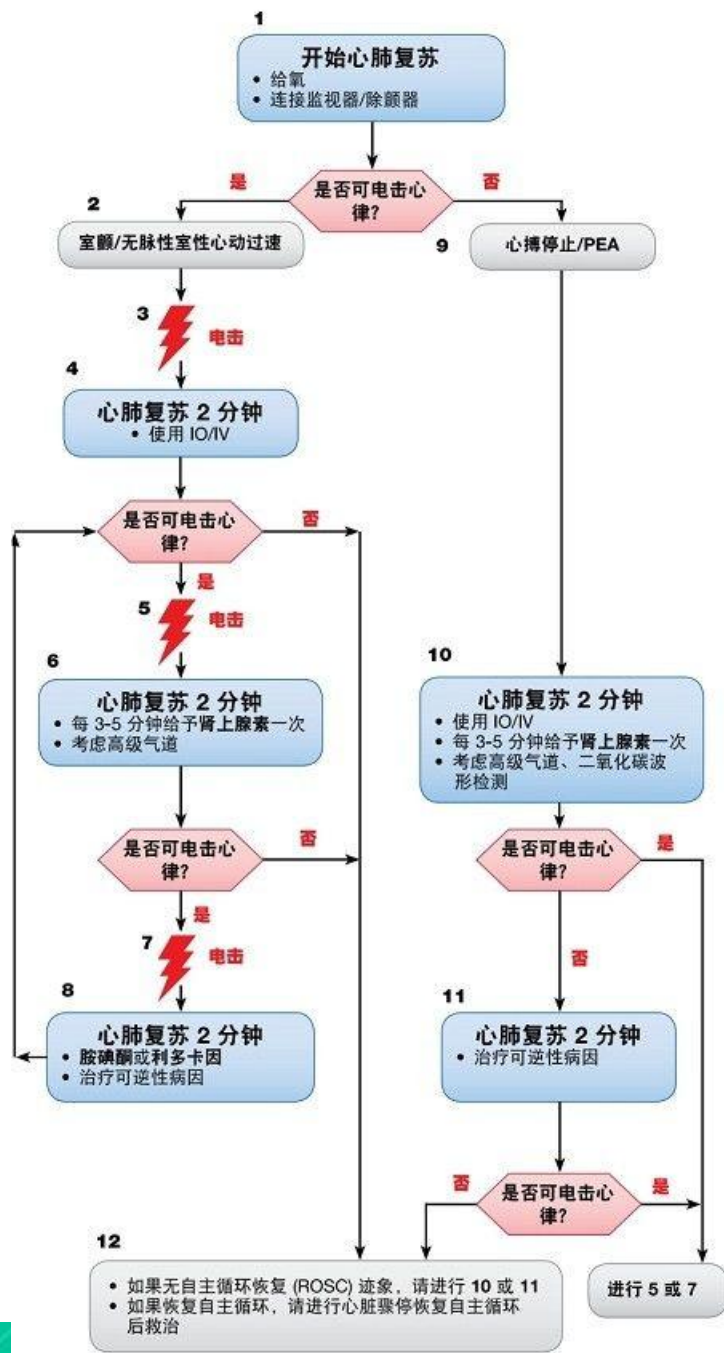 1
开始心肺复苏
• 给氧
• 连接监视器/除颤器
是否可电击心
律?
是
否
2
室颤/无脉性室性心动过速
9
心搏停止/PEA
3
电击
4
心肺复苏 2 分钟
• 使用 IO/IV
是否可电击心
律?
否
是
5
电击
6
心肺复苏 2 分钟
• 每 3-5 分钟给予肾上腺素一次
• 考虑高级气道
10
心肺复苏 2 分钟
• 使用 IO/IV
• 每 3-5 分钟给予肾上腺素一次
• 考虑高级气道、二氧化碳波
形检测
是否可电击心
律?
否
是
是否可电击心
律?
是
否
7
电击
8
心肺复苏 2 分钟
• 胺碘酮或利多卡因
• 治疗可逆性病因
11
心肺复苏 2 分钟
• 治疗可逆性病因
是否可电击心
律?
否
是
12
• 如果无自主循环恢复 (ROSC) 迹象，请进行 10 或 11
• 如果恢复自主循环，请进行心脏骤停恢复自主循环
后救治
进行 5 或 7